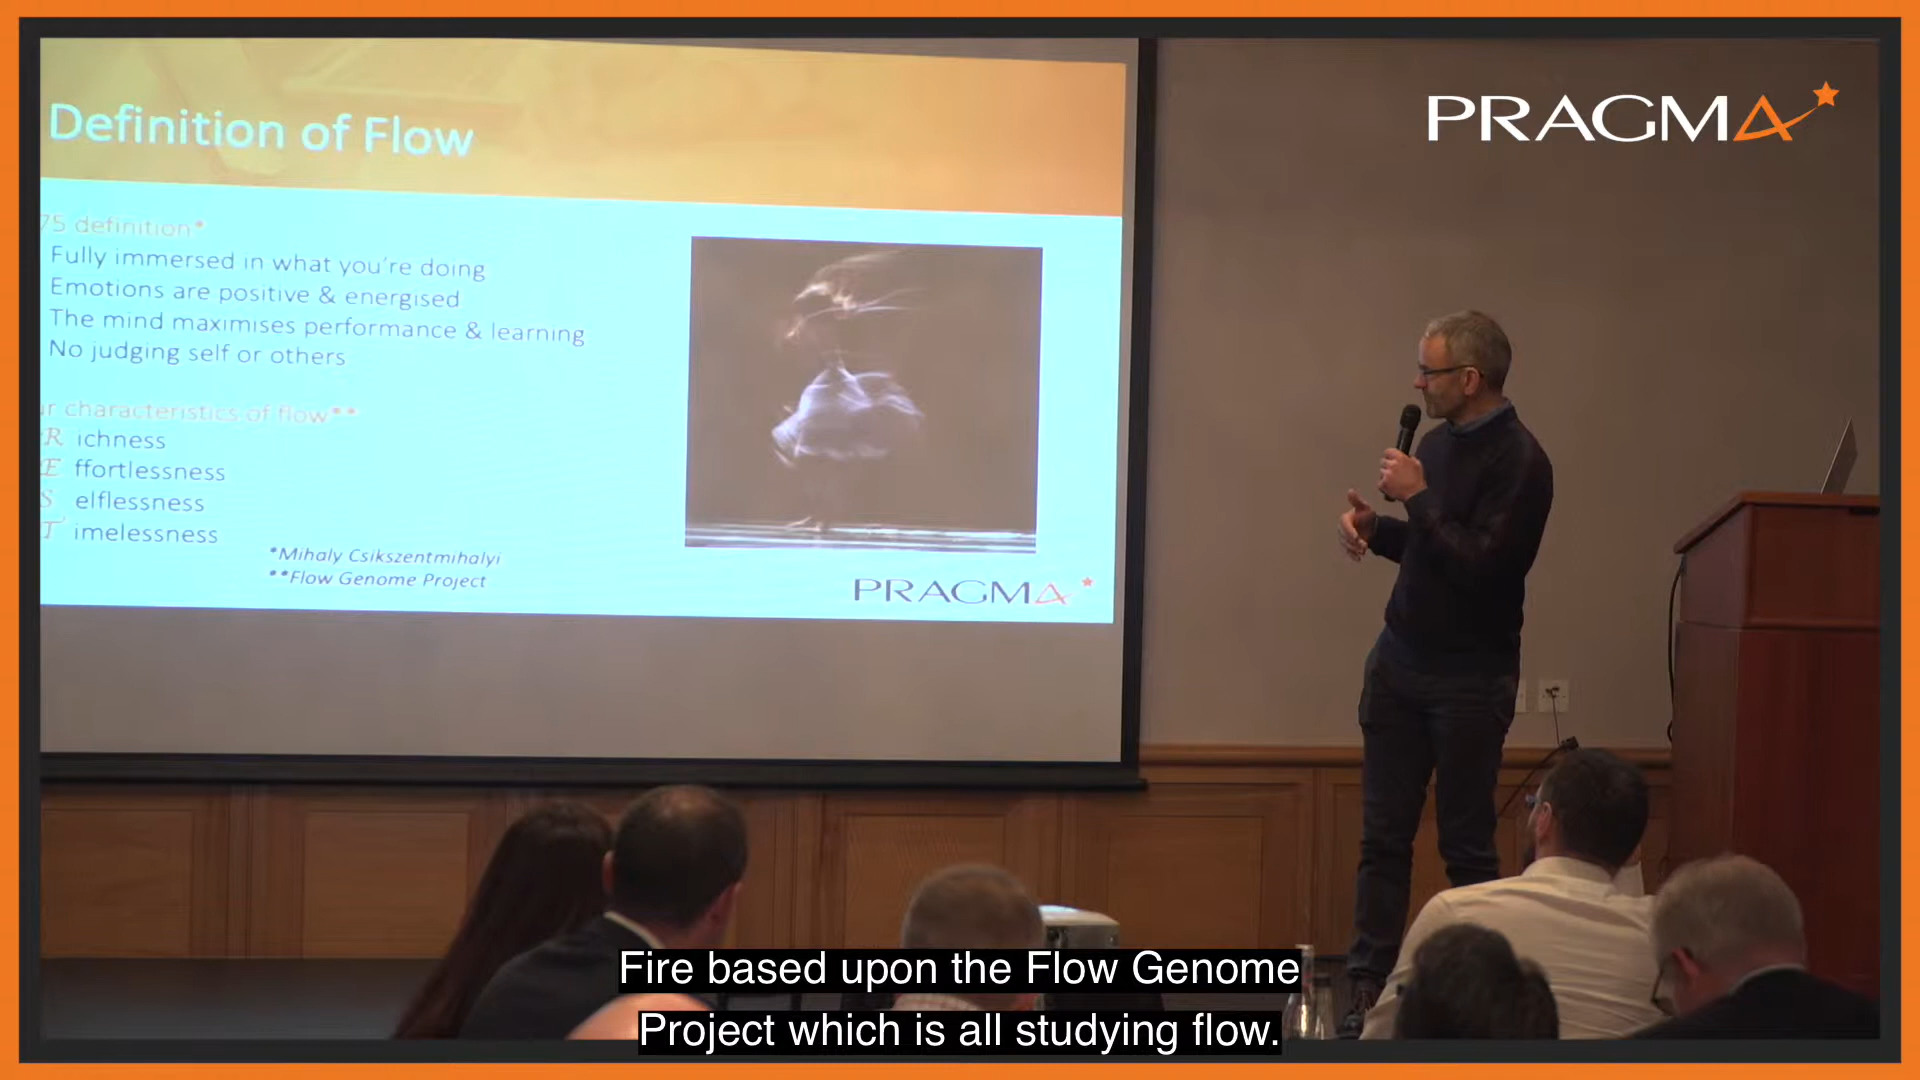 Definition of Flow
PRAGMA
75 definition*
Fully immersed in what you're doing
Emotions are positive & energised
The mind maximises performance & learning
No judging self or others
ur characteristics of flow**
R ichness
E ffortlessness
S elflessness
T imelessness
*Mihaly Csikszentmihalyi
**Flow Genome Project
PRAGMA
Fire based upon the Flow Genome
Project which is all studying flow.